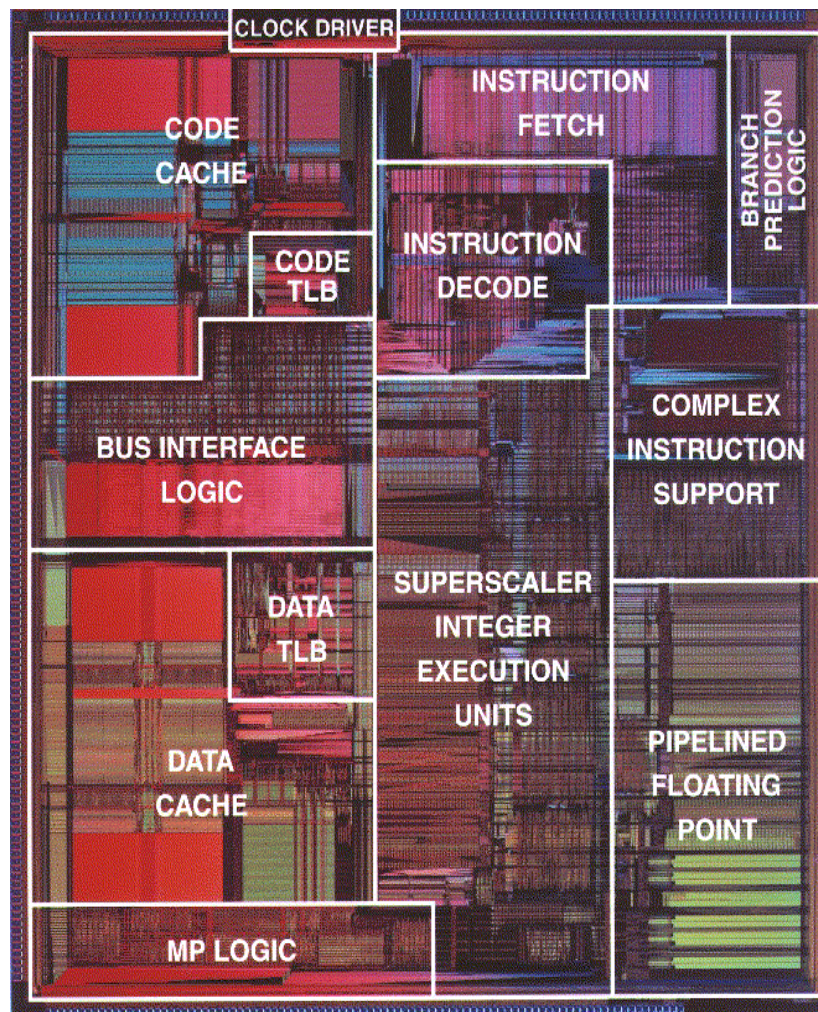 CLOCK DRIVER
CODE
CACHE
INSTRUCTION
FETCH
BRANCH
PREDICTION
LOGIC
CODE
TLB
INSTRUCTION
DECODE
COMPLEX
INSTRUCTION
SUPPORT
BUS INTERFACE
LOGIC
DATA
TLB
SUPERSCALER
INTEGER
EXECUTION
UNITS
DATA
CACHE
PIPELINED
FLOATING
POINT
MP LOGIC